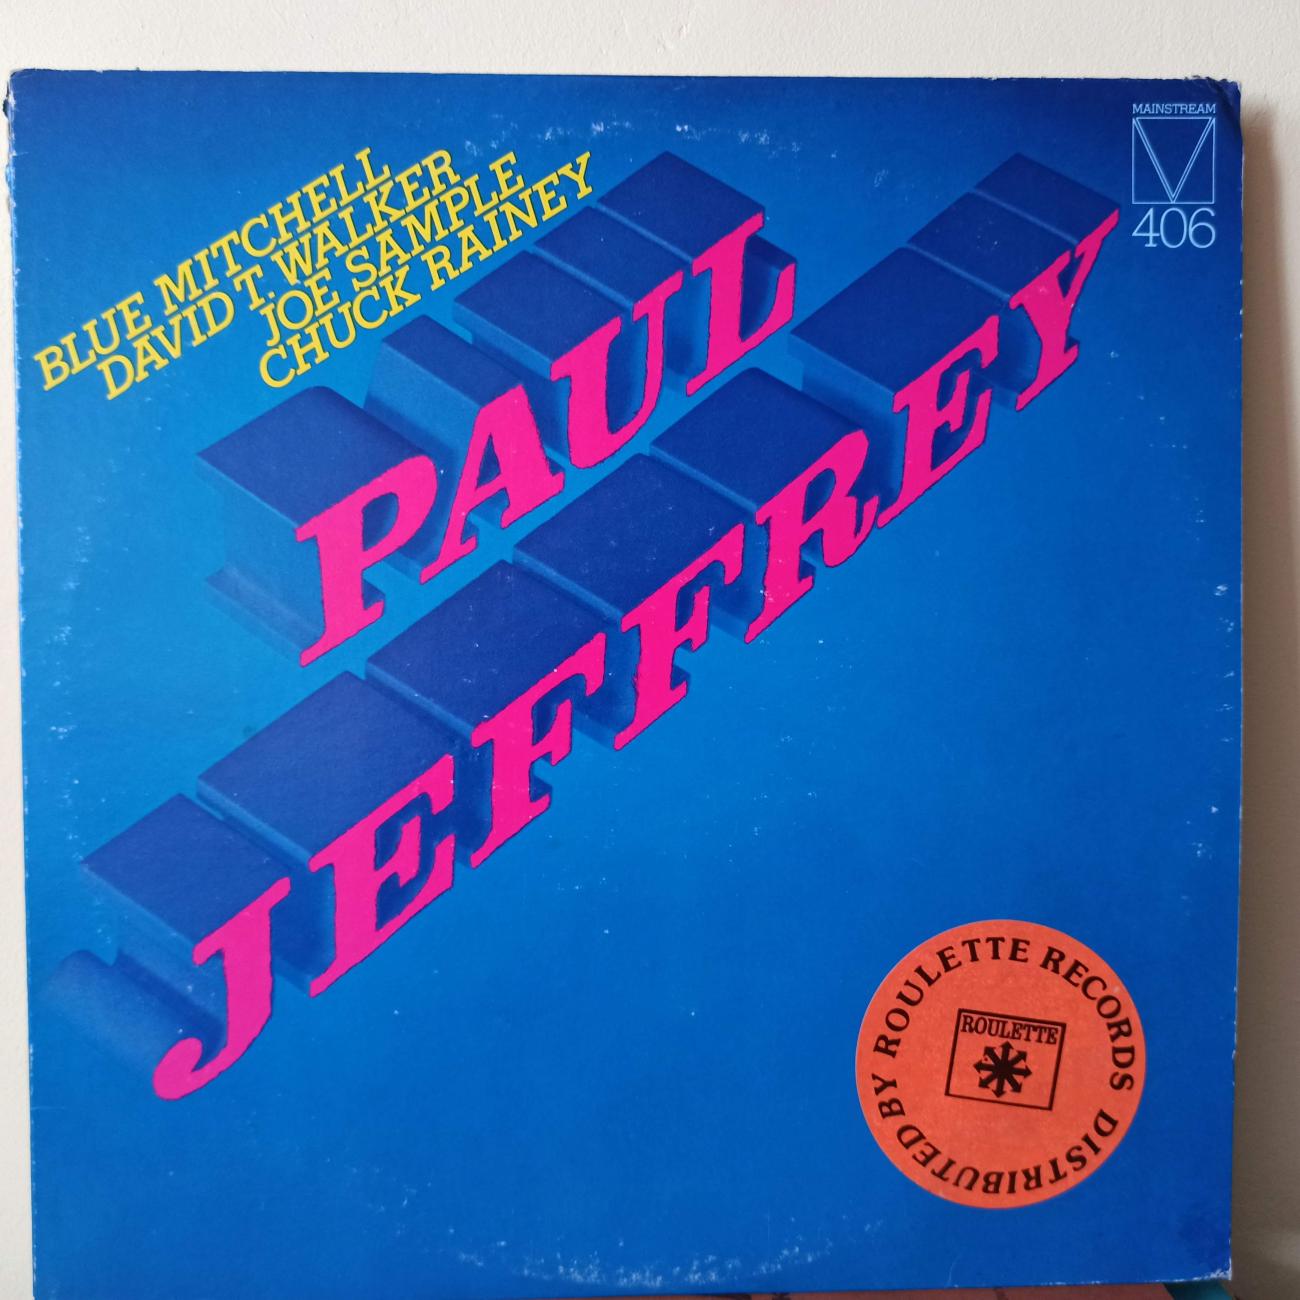 MAINSTREAM
406
BLUE MITCHELL
DAVID T. WALKER
JOE SAMPLE
CHUCK RAINEY
PAUL
JEFFREY
DISTRIBUTED BY ROULETTE RECORDS
ROULETTE